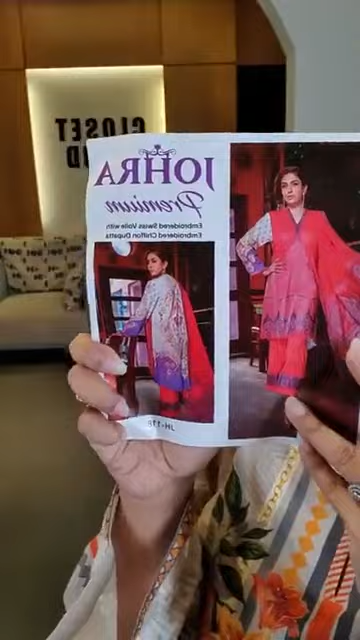 CLOSET
JOHRA
Premium
Embroidered Swiss Voile with
Embroidered Chiffon Dupatta